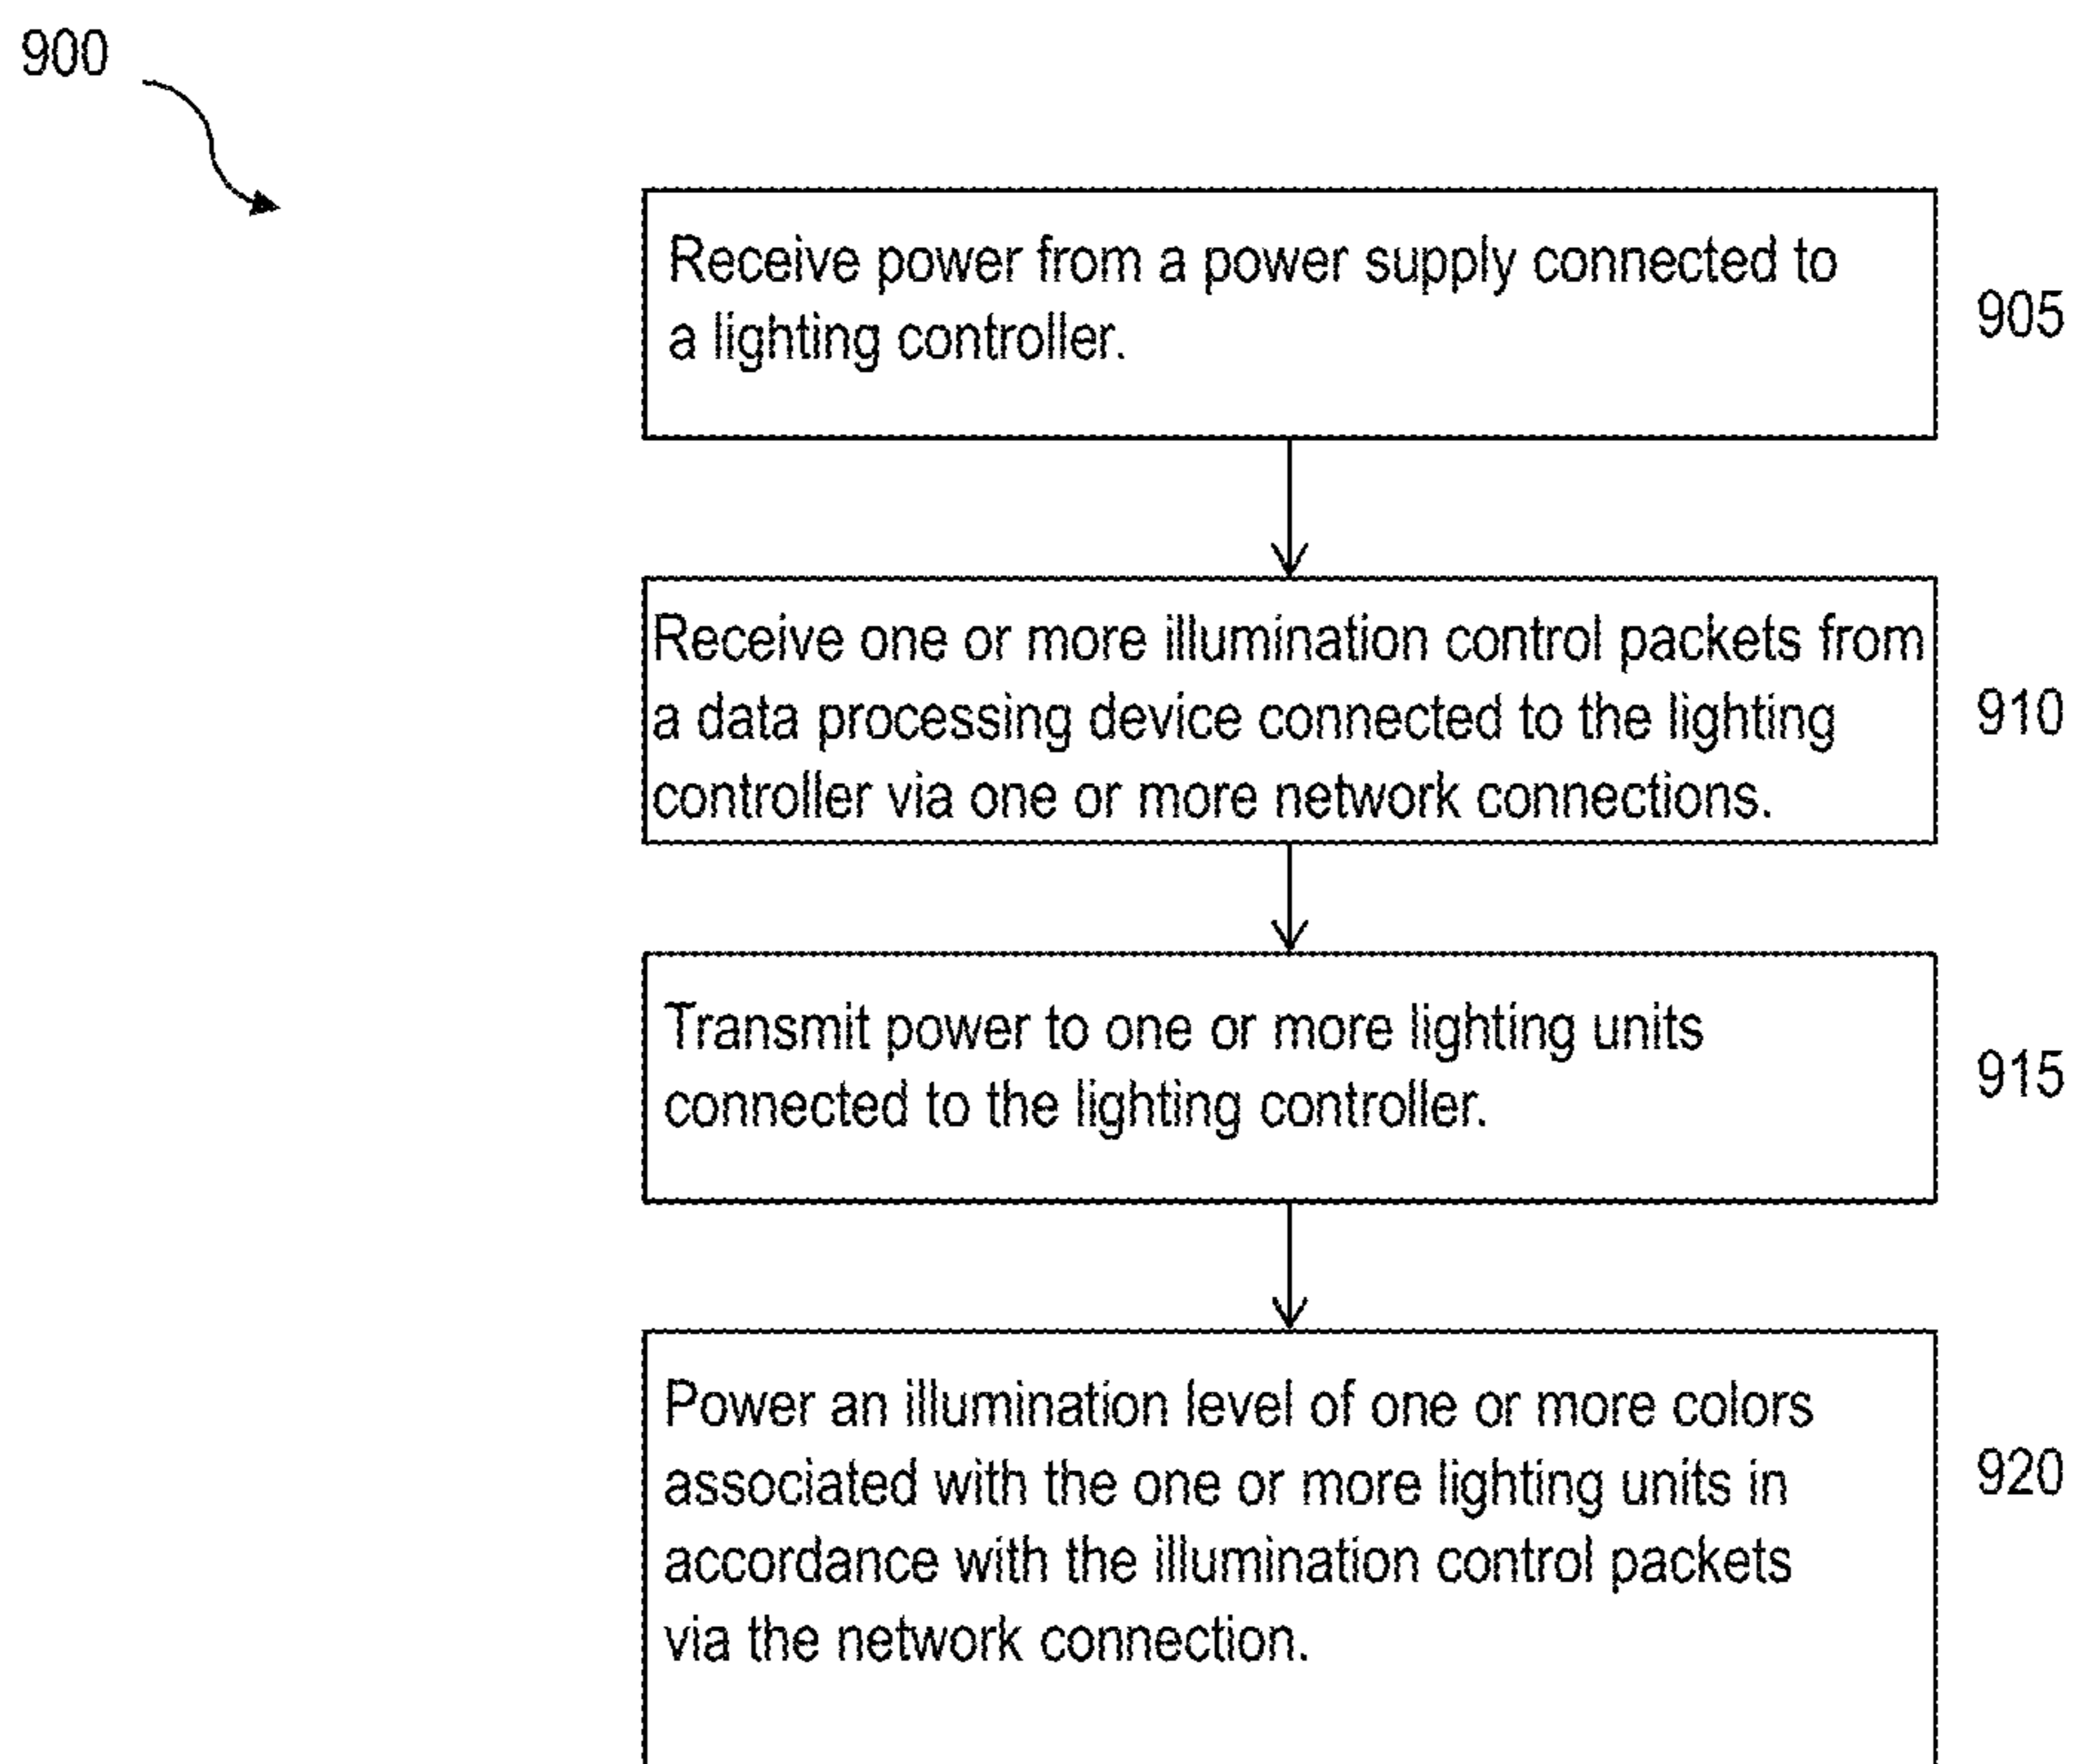 900
Receive power from a power supply connected to
a lighting controller.
905
Receive one or more illumination control packets from
a data processing device connected to the lighting
controller via one or more network connections.
910
Transmit power to one or more lighting units
connected to the lighting controller.
915
Power an illumination level of one or more colors
associated with the one or more lighting units in
accordance with the illumination control packets
via the network connection.
920